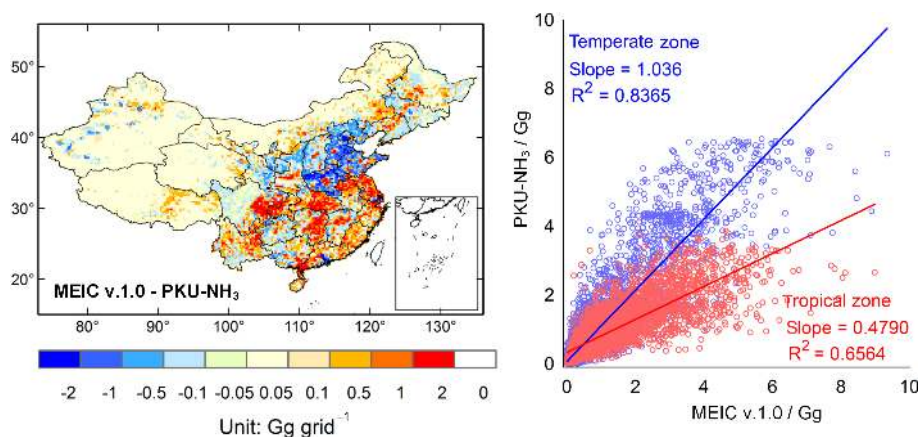 50°
40°
30°
20°
MEIC v.1.0 - PKU-NH₃
80° 90° 100° 110° 120° 130°
-2 -1 -0.5 -0.1 -0.05 0.05 0.1 0.5 1 2 0
Unit: Gg grid⁻¹
10
8
6
4
2
0
PKU-NH₃ / Gg
Temperate zone
Slope = 1.036
R² = 0.8365
Tropical zone
Slope = 0.4790
R² = 0.6564
0 2 4 6 8 10
MEIC v.1.0 / Gg